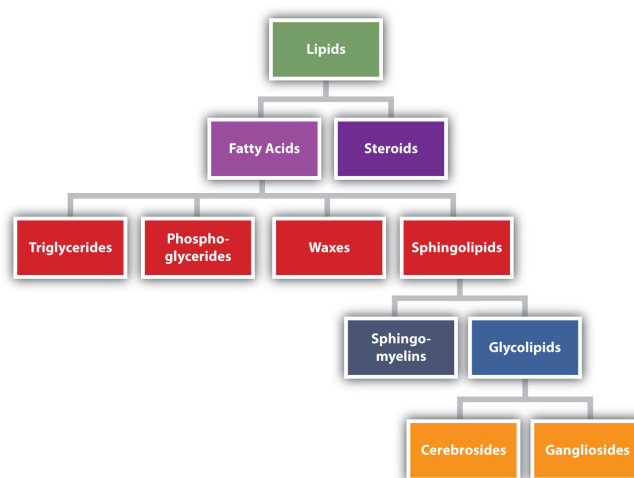 Lipids
Fatty Acids
Steroids
Triglycerides
Phospho-
glycerides
Waxes
Sphingolipids
Sphingo-
myelins
Glycolipids
Cerebrosides
Gangliosides